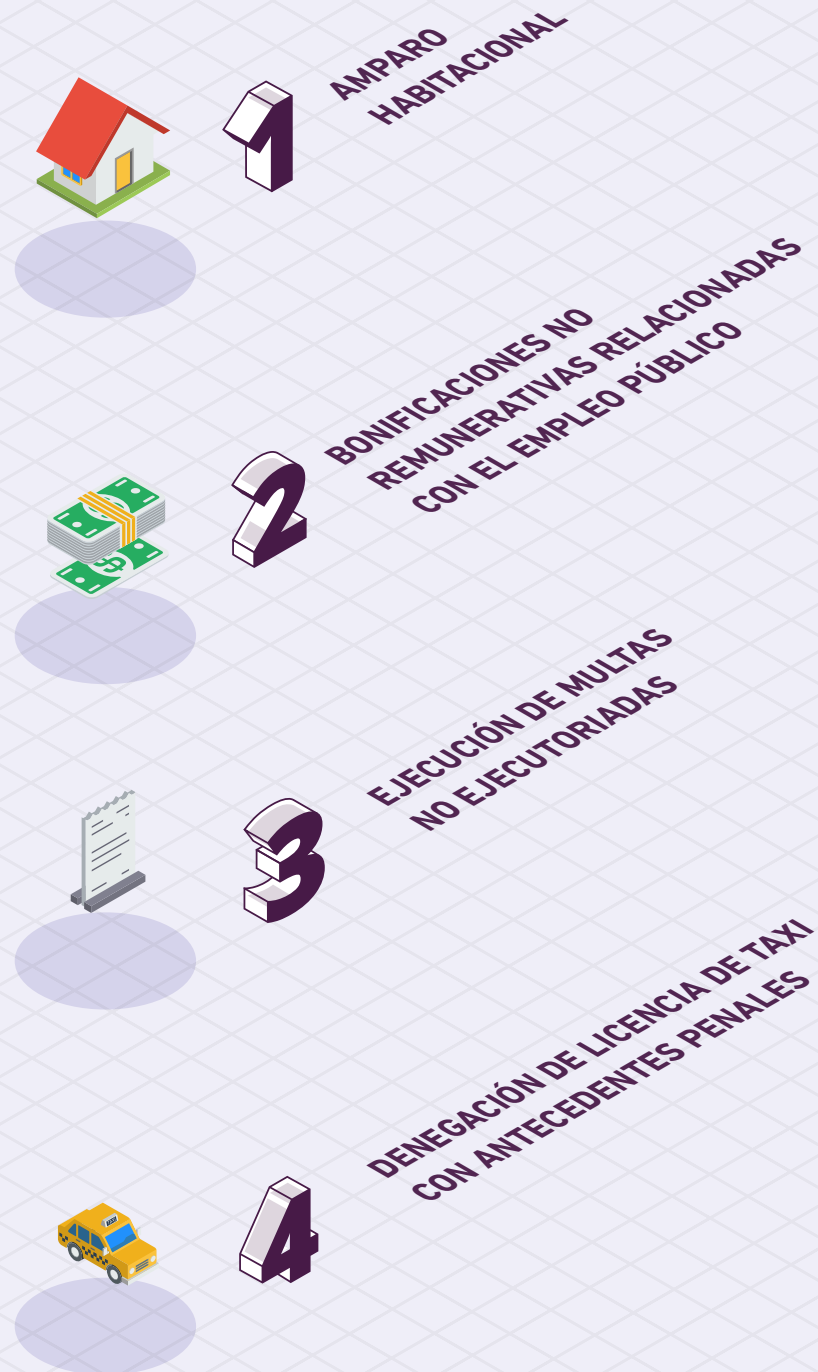 1
AMPARO
HABITACIONAL
2
BONIFICACIONES NO
REMUNERATIVAS RELACIONADAS
CON EL EMPLEO PÚBLICO
$
3
EJECUCIÓN DE MULTAS
NO EJECUTORIADAS
4
DENEGACIÓN DE LICENCIA DE TAXI
CON ANTECEDENTES PENALES